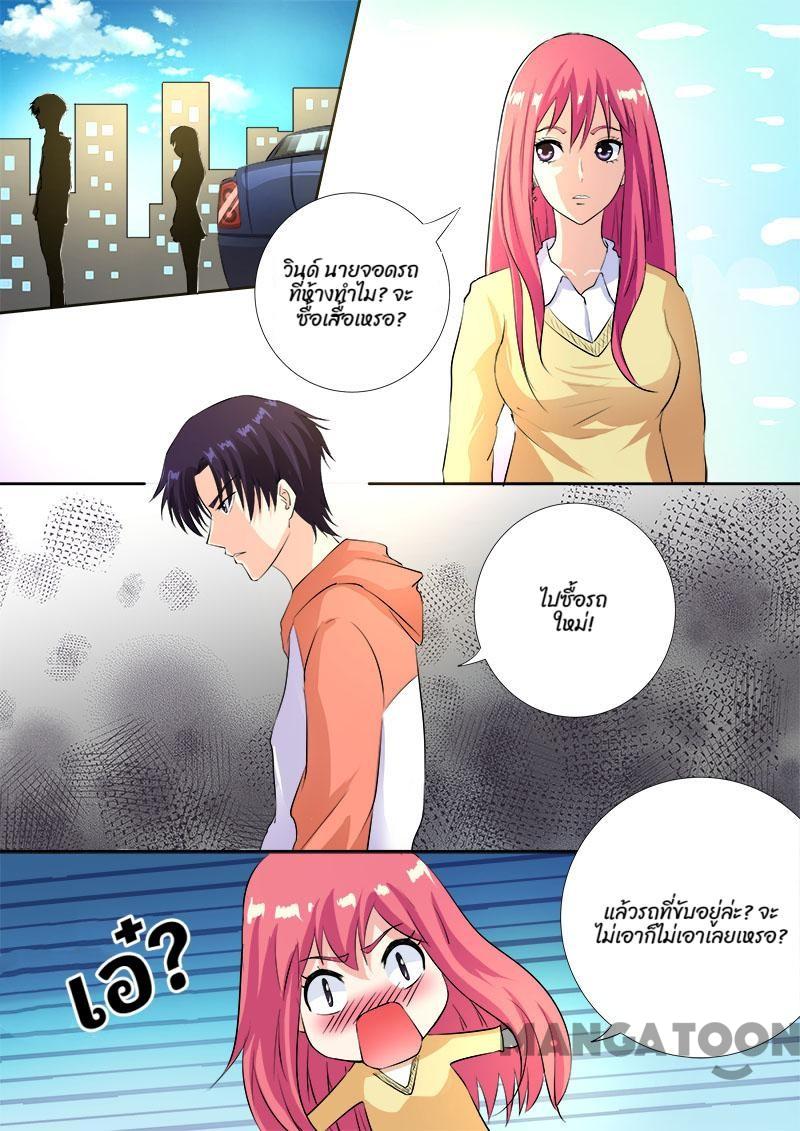 วินด์ นายจอดรถ
ที่ห้างทำไม? จะ
ซื้อเสื้อเหรอ?
ไปซื้อรถ
ใหม่!
แล้วรถที่ขับอยู่ล่ะ? จะ
ไม่เอาก็ไม่เอาเลยเหรอ?
เอ๋?
MANGATOON